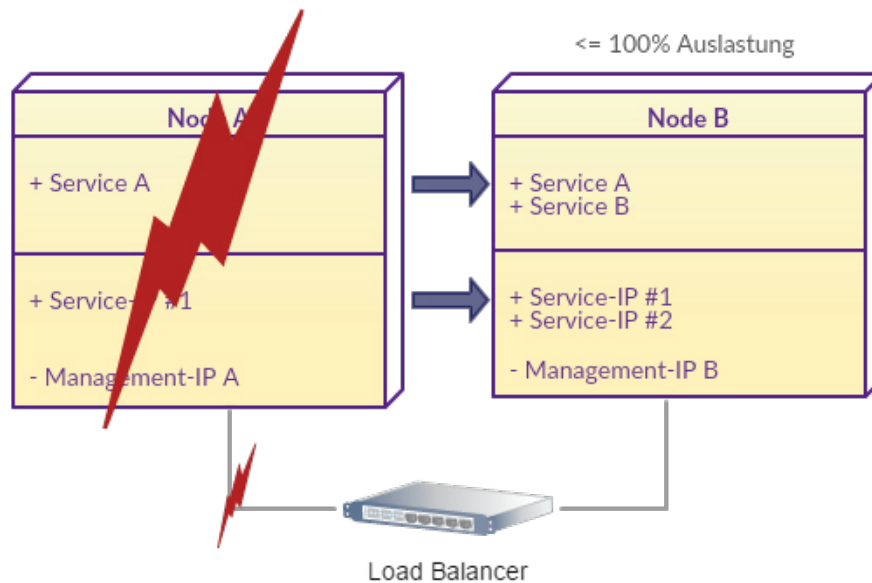 <= 100% Auslastung
Node A
+ Service A
+ Service-IP #1
- Management-IP A
Node B
+ Service A
+ Service B
+ Service-IP #1
+ Service-IP #2
- Management-IP B
Load Balancer